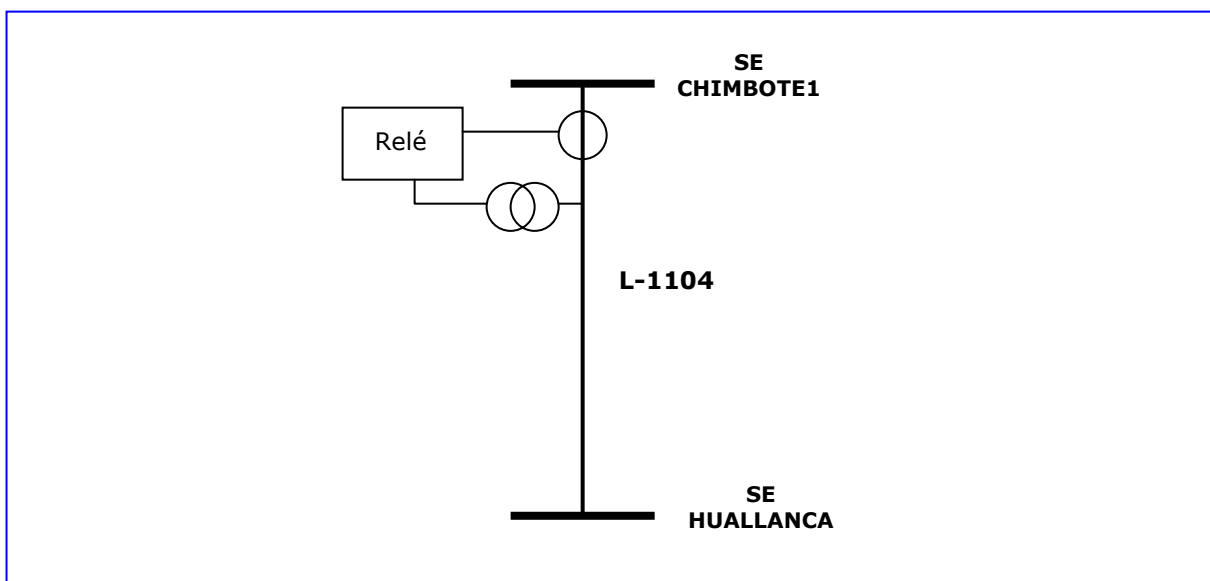 SE
CHIMBOTE1
Relé
L-1104
SE
HUALLANCA